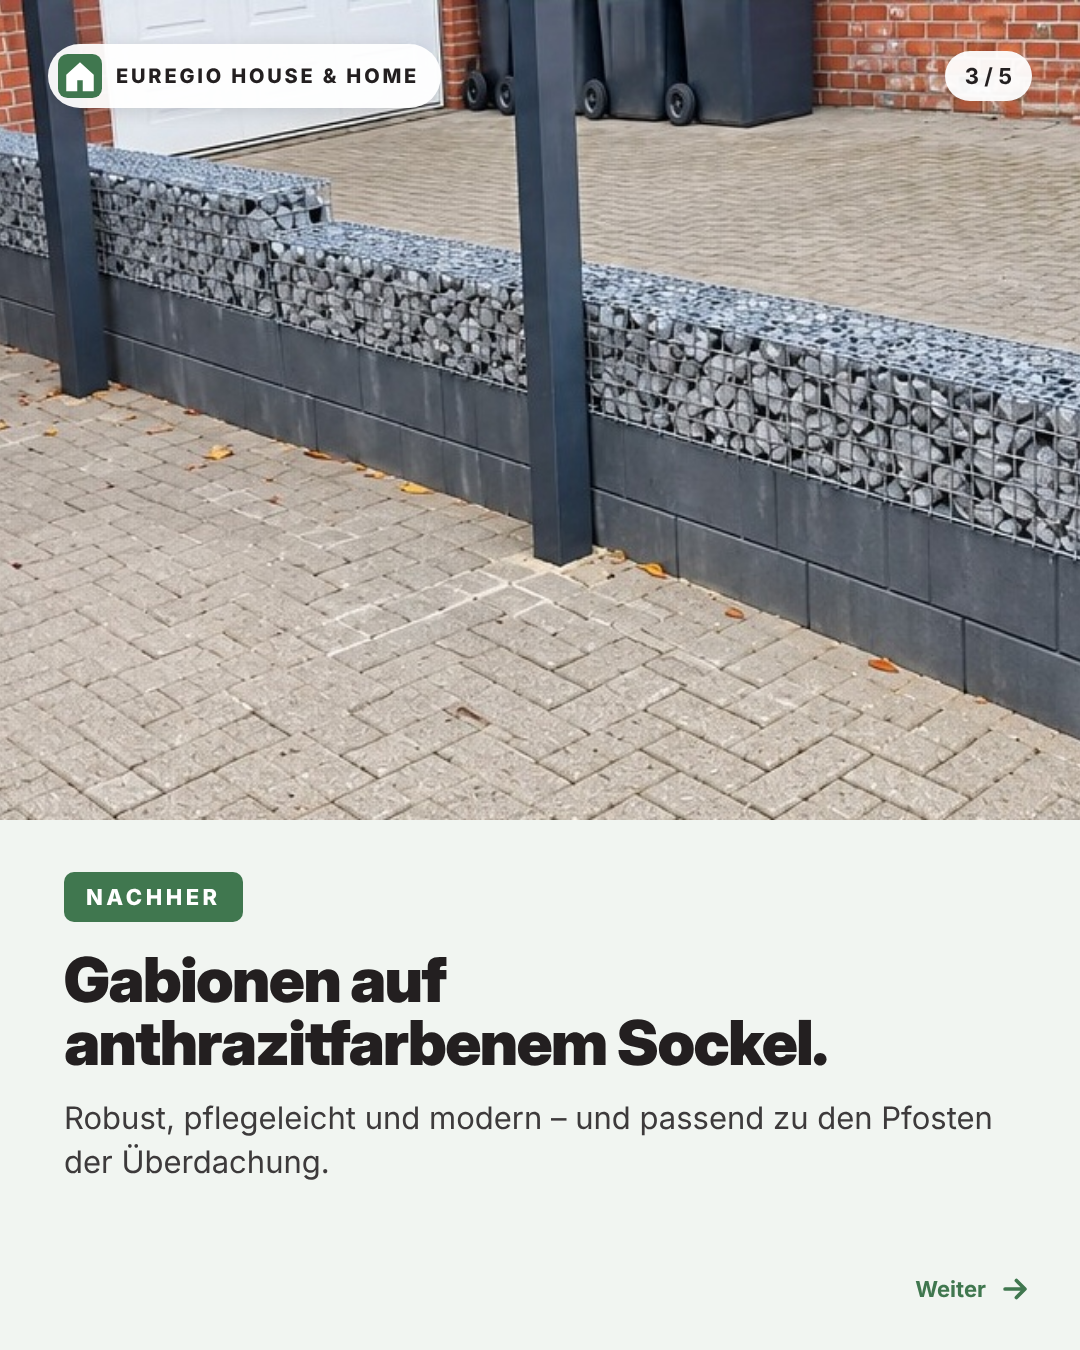 EUREGIO HOUSE & HOME
3 / 5
NACHHER
Gabionen auf
anthrazitfarbenem Sockel.
Robust, pflegeleicht und modern – und passend zu den Pfosten
der Überdachung.
Weiter →